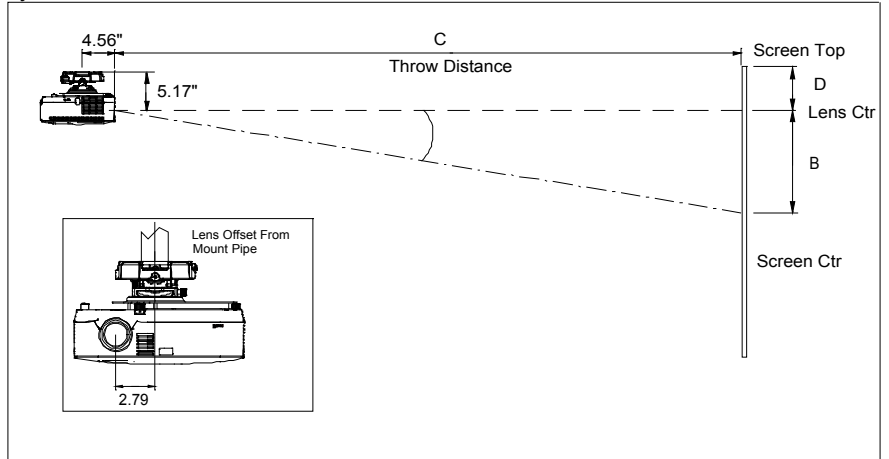 4.56"
C
Screen Top
Throw Distance
D
5.17"
Lens Ctr
B
Lens Offset From
Mount Pipe
Screen Ctr
2.79